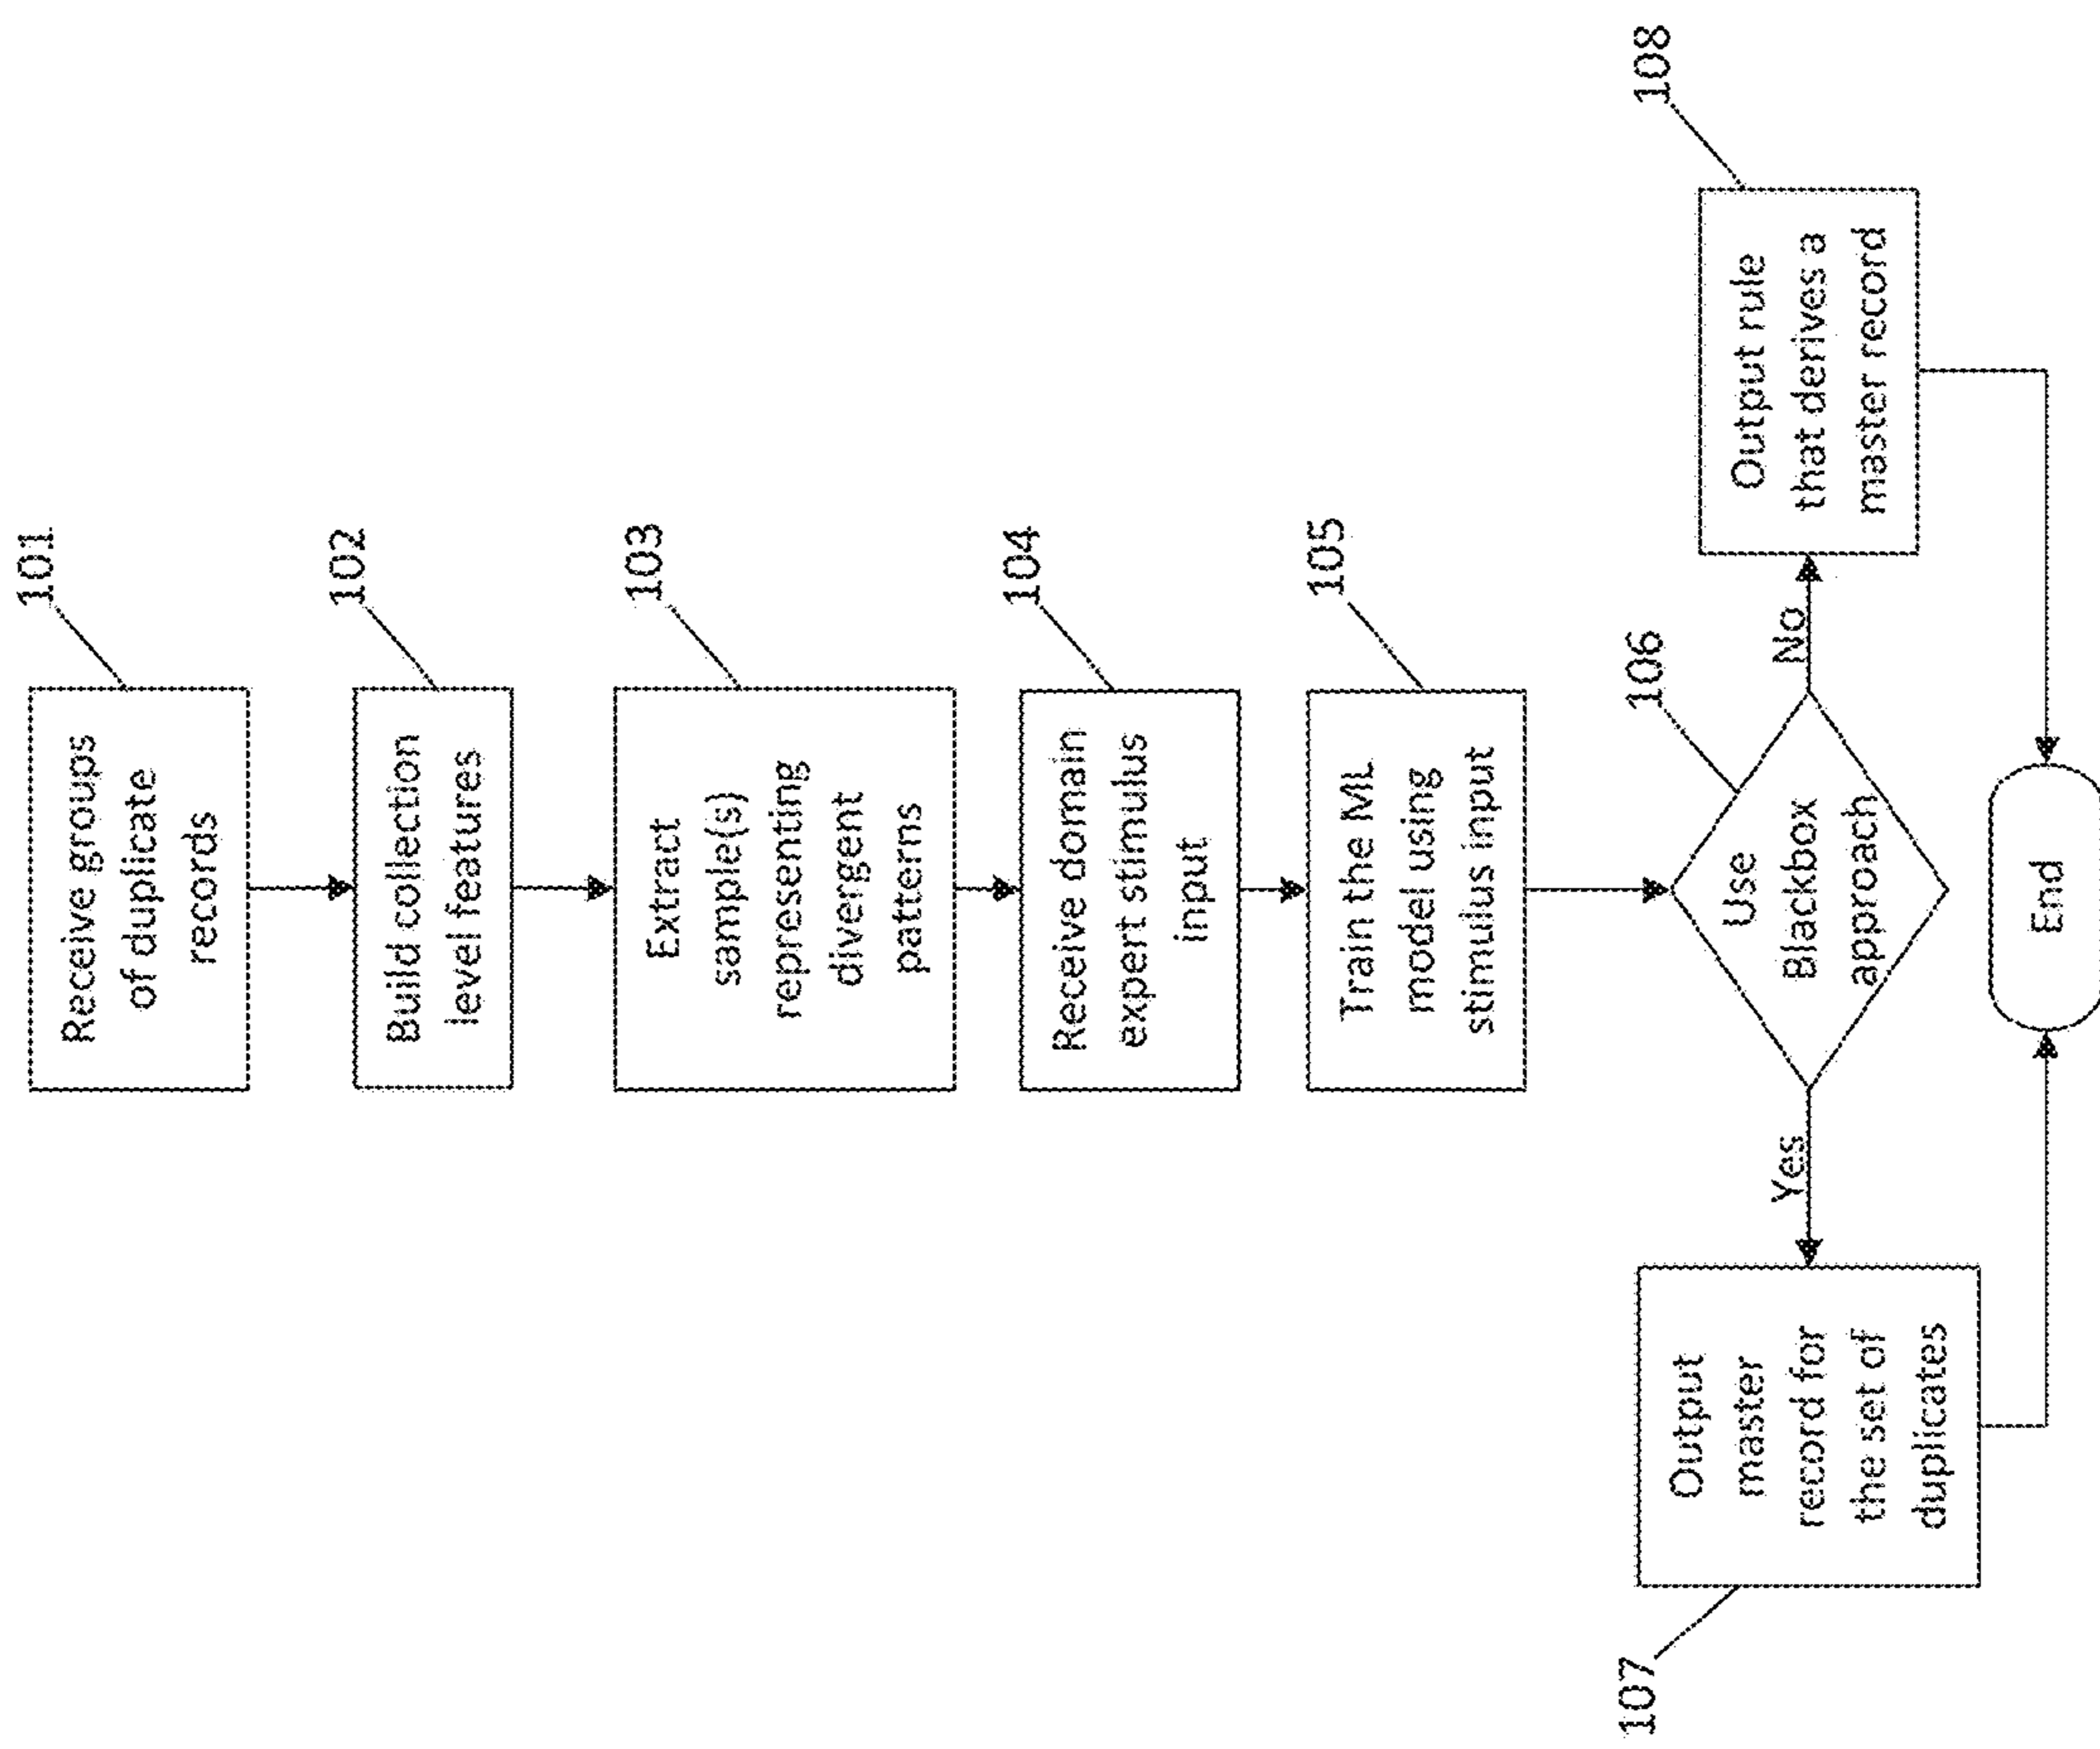 101
Receive groups
of duplicate
records
102
Build collection
level features
103
Extract
sample(s)
representing
divergent
patterns
104
Receive domain
expert stimulus
input
105
Train the ML
model using
stimulus input
106
Use
Blackbox
approach
Yes
No
107
Output
master
record for
the set of
duplicates
108
Output rule
that derives a
master record
End